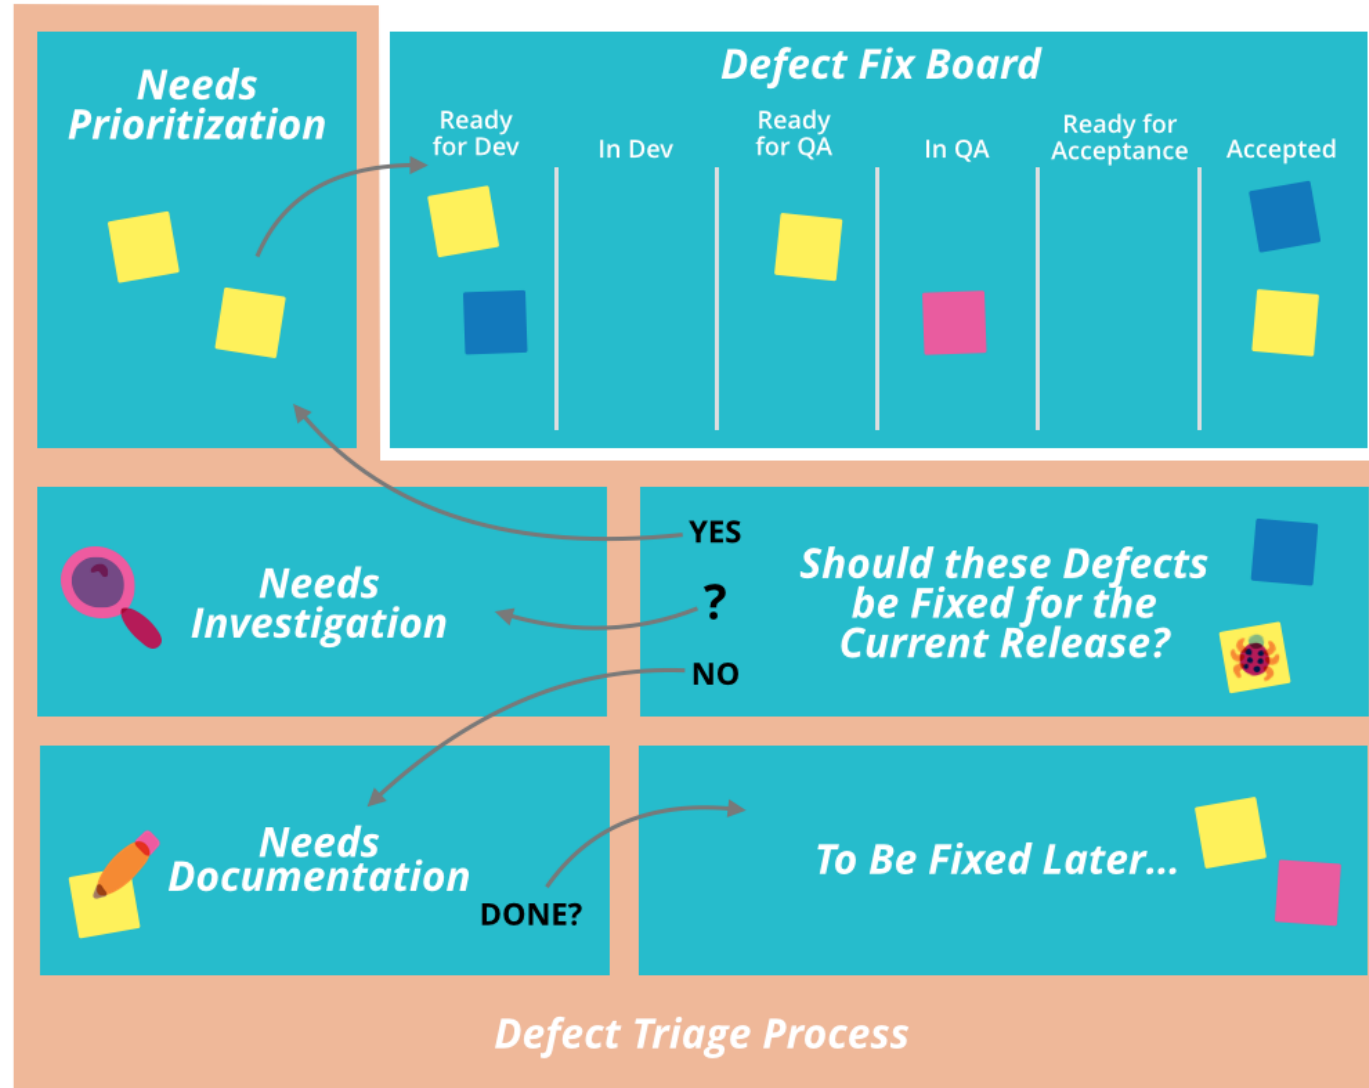 Needs
Prioritization
Defect Fix Board
Ready
for Dev
In Dev
Ready
for QA
In QA
Ready for
Acceptance
Accepted
Needs
Investigation
YES
?
NO
Should these Defects
be Fixed for the
Current Release?
Needs
Documentation
DONE?
To Be Fixed Later...
Defect Triage Process